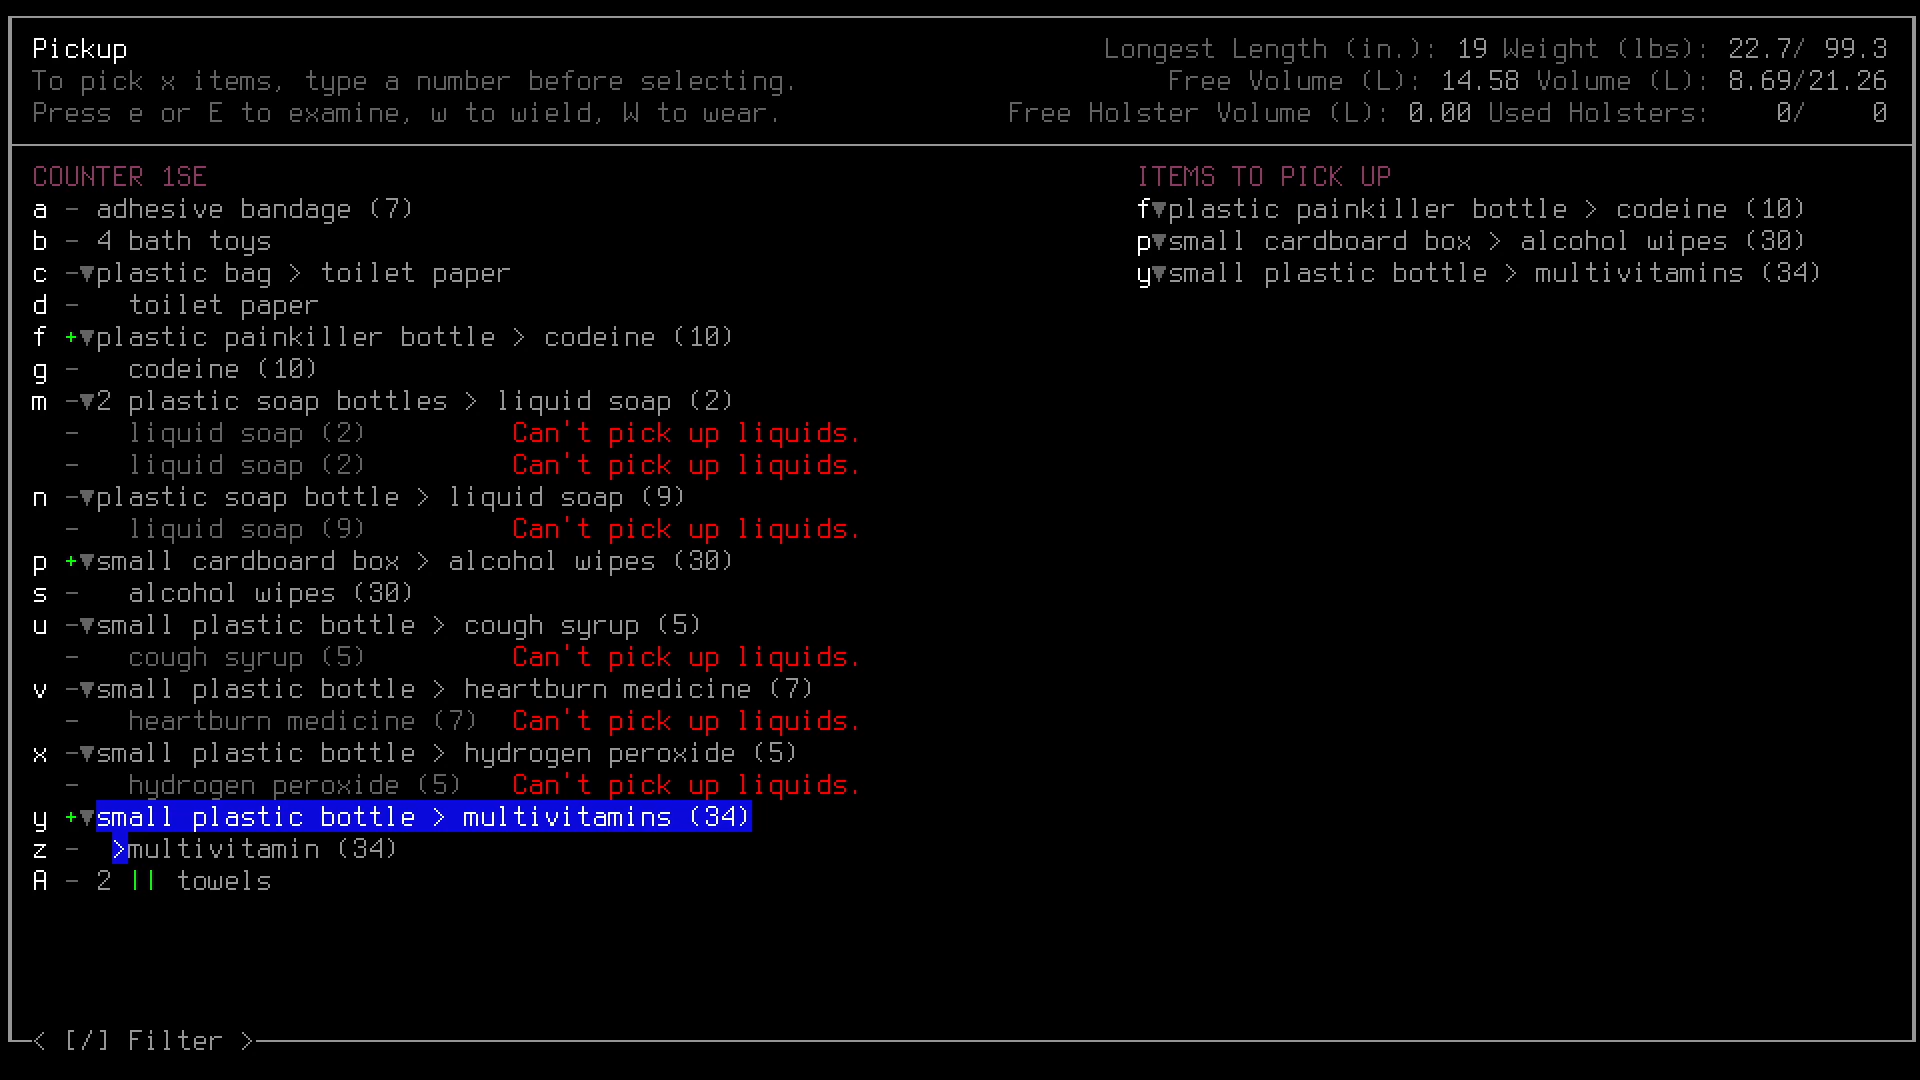 Pickup
Longest Length (in.): 19 Weight (lbs): 22.7/ 99.3
To pick x items, type a number before selecting.
Free Volume (L): 14.58 Volume (L): 8.69/21.26
Press e or E to examine, w to wield, W to wear.
Free Holster Volume (L): 0.00 Used Holsters: 0/ 0
COUNTER 1SE
a - adhesive bandage (7)
b - 4 bath toys
c -▼plastic bag > toilet paper
d - toilet paper
f +▼plastic painkiller bottle > codeine (10)
g - codeine (10)
m -▼2 plastic soap bottles > liquid soap (2)
- liquid soap (2) Can't pick up liquids.
- liquid soap (2) Can't pick up liquids.
n -▼plastic soap bottle > liquid soap (9)
- liquid soap (9) Can't pick up liquids.
p +▼small cardboard box > alcohol wipes (30)
s - alcohol wipes (30)
u -▼small plastic bottle > cough syrup (5)
- cough syrup (5) Can't pick up liquids.
v -▼small plastic bottle > heartburn medicine (7)
- heartburn medicine (7) Can't pick up liquids.
x -▼small plastic bottle > hydrogen peroxide (5)
- hydrogen peroxide (5) Can't pick up liquids.
y +▼small plastic bottle > multivitamins (34)
z - >multivitamin (34)
A - 2 || towels
ITEMS TO PICK UP
f▼plastic painkiller bottle > codeine (10)
p▼small cardboard box > alcohol wipes (30)
y▼small plastic bottle > multivitamins (34)
< [/] Filter >